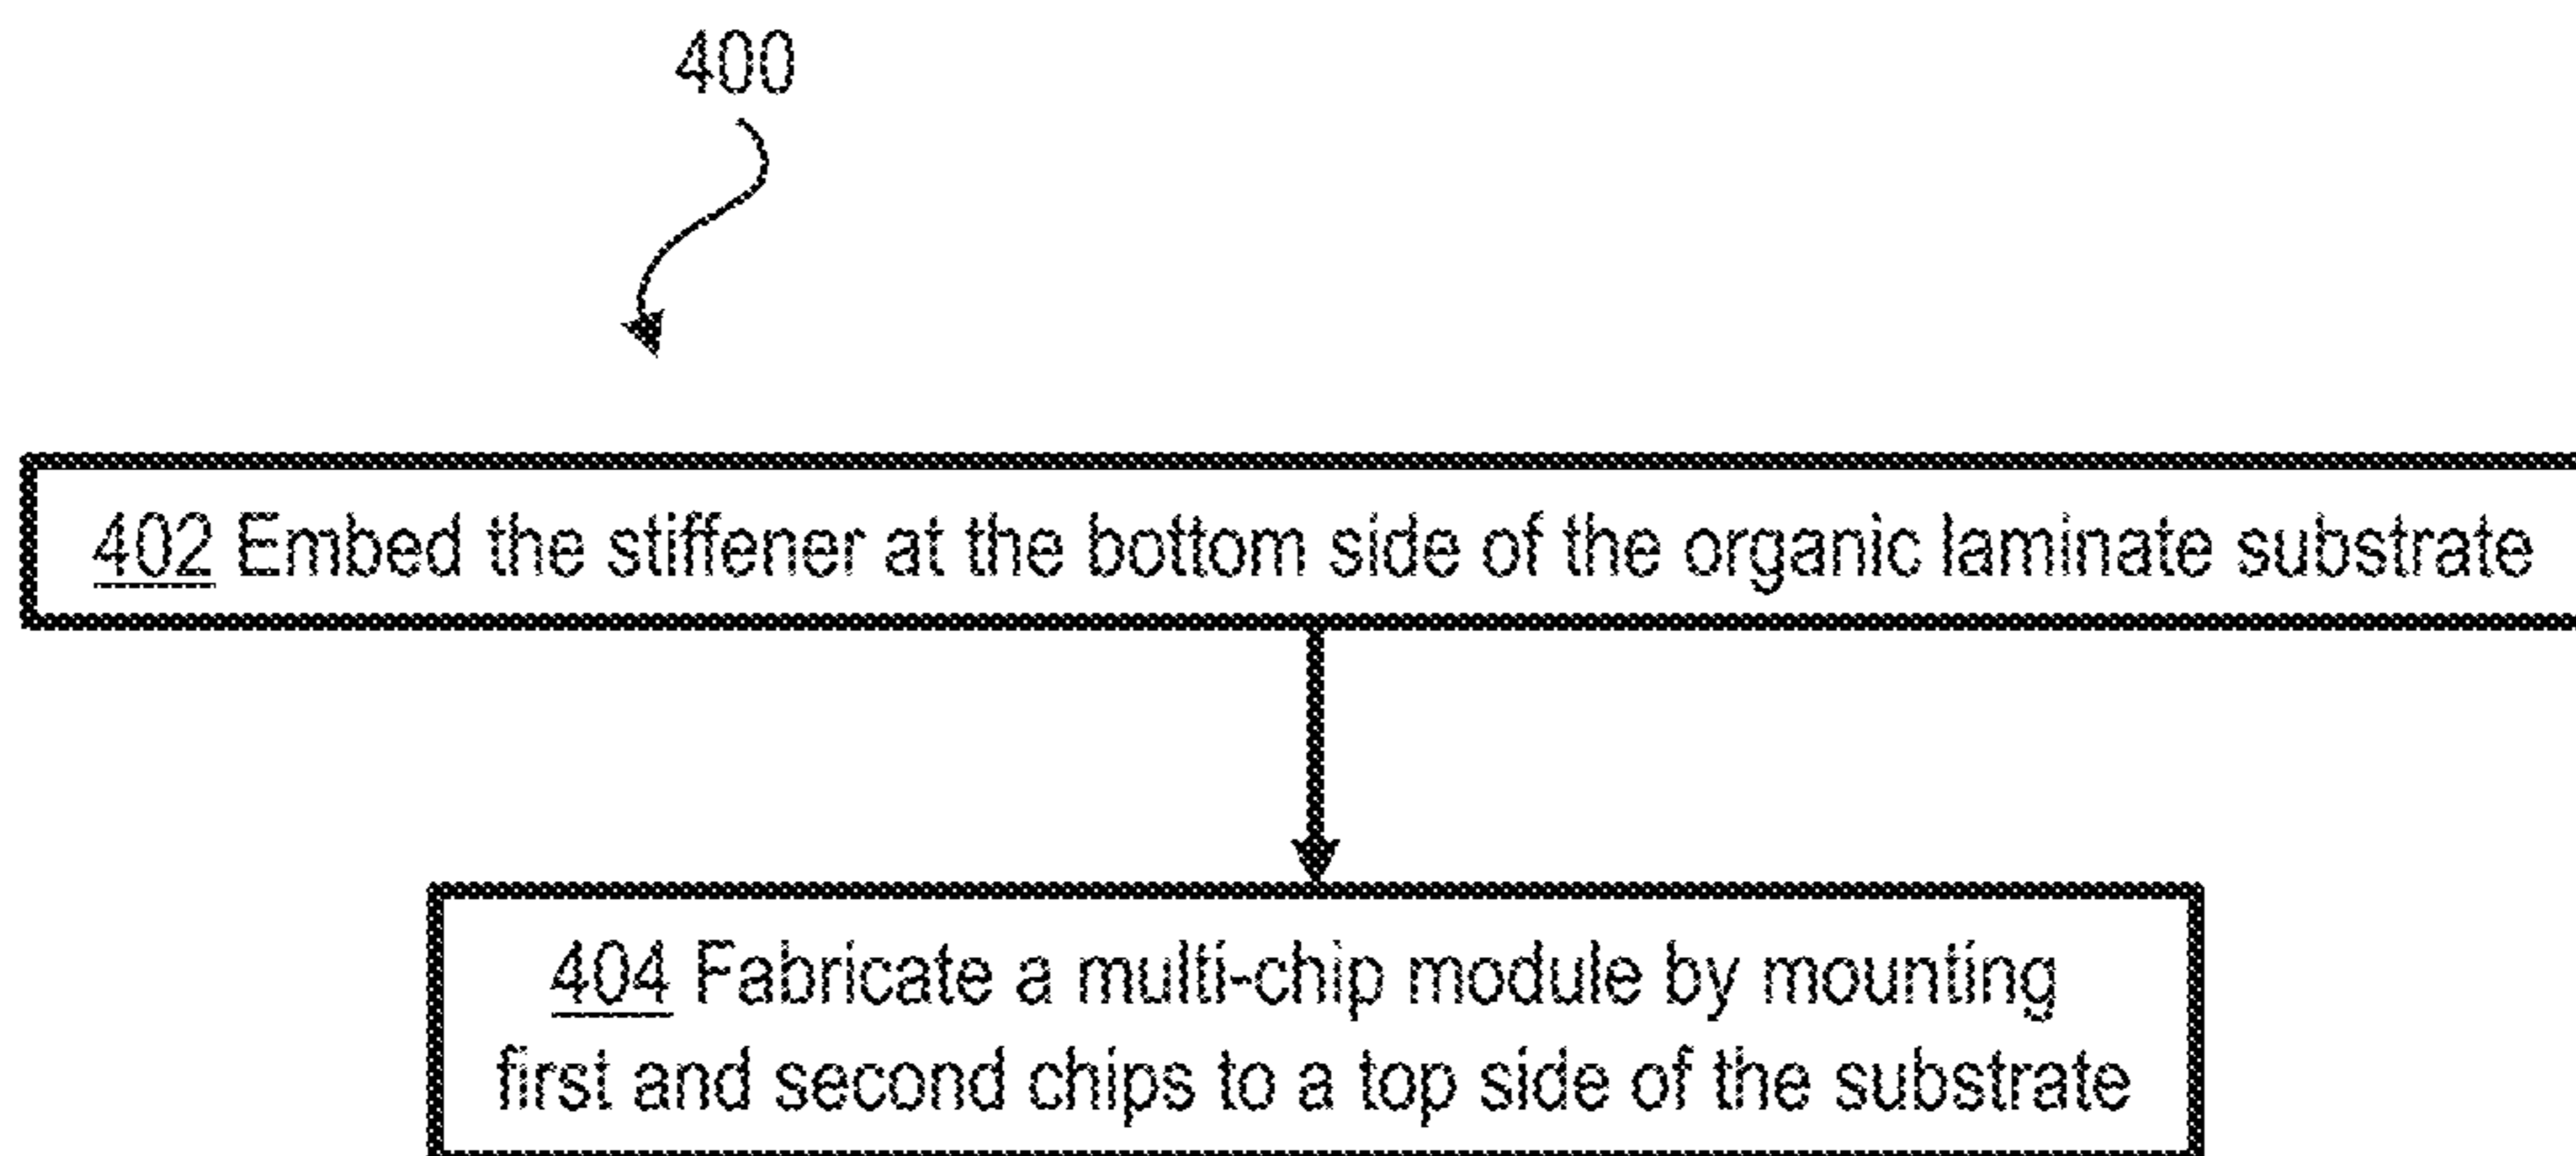 400
402 Embed the stiffener at the bottom side of the organic laminate substrate
404 Fabricate a multi-chip module by mounting
first and second chips to a top side of the substrate